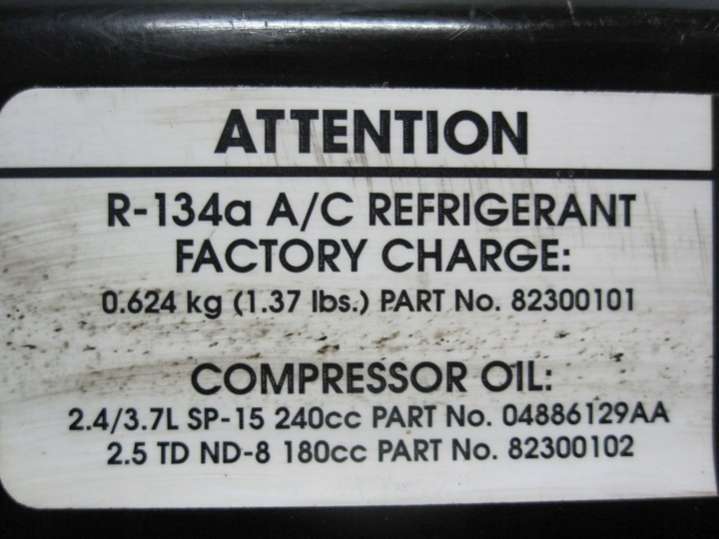 ATTENTION
R-134a A/C REFRIGERANT
FACTORY CHARGE:
0.624 kg (1.37 lbs.) PART No. 82300101
COMPRESSOR OIL:
2.4/3.7L SP-15 240cc PART No. 04886129AA
2.5 TD ND-8 180cc PART No. 82300102